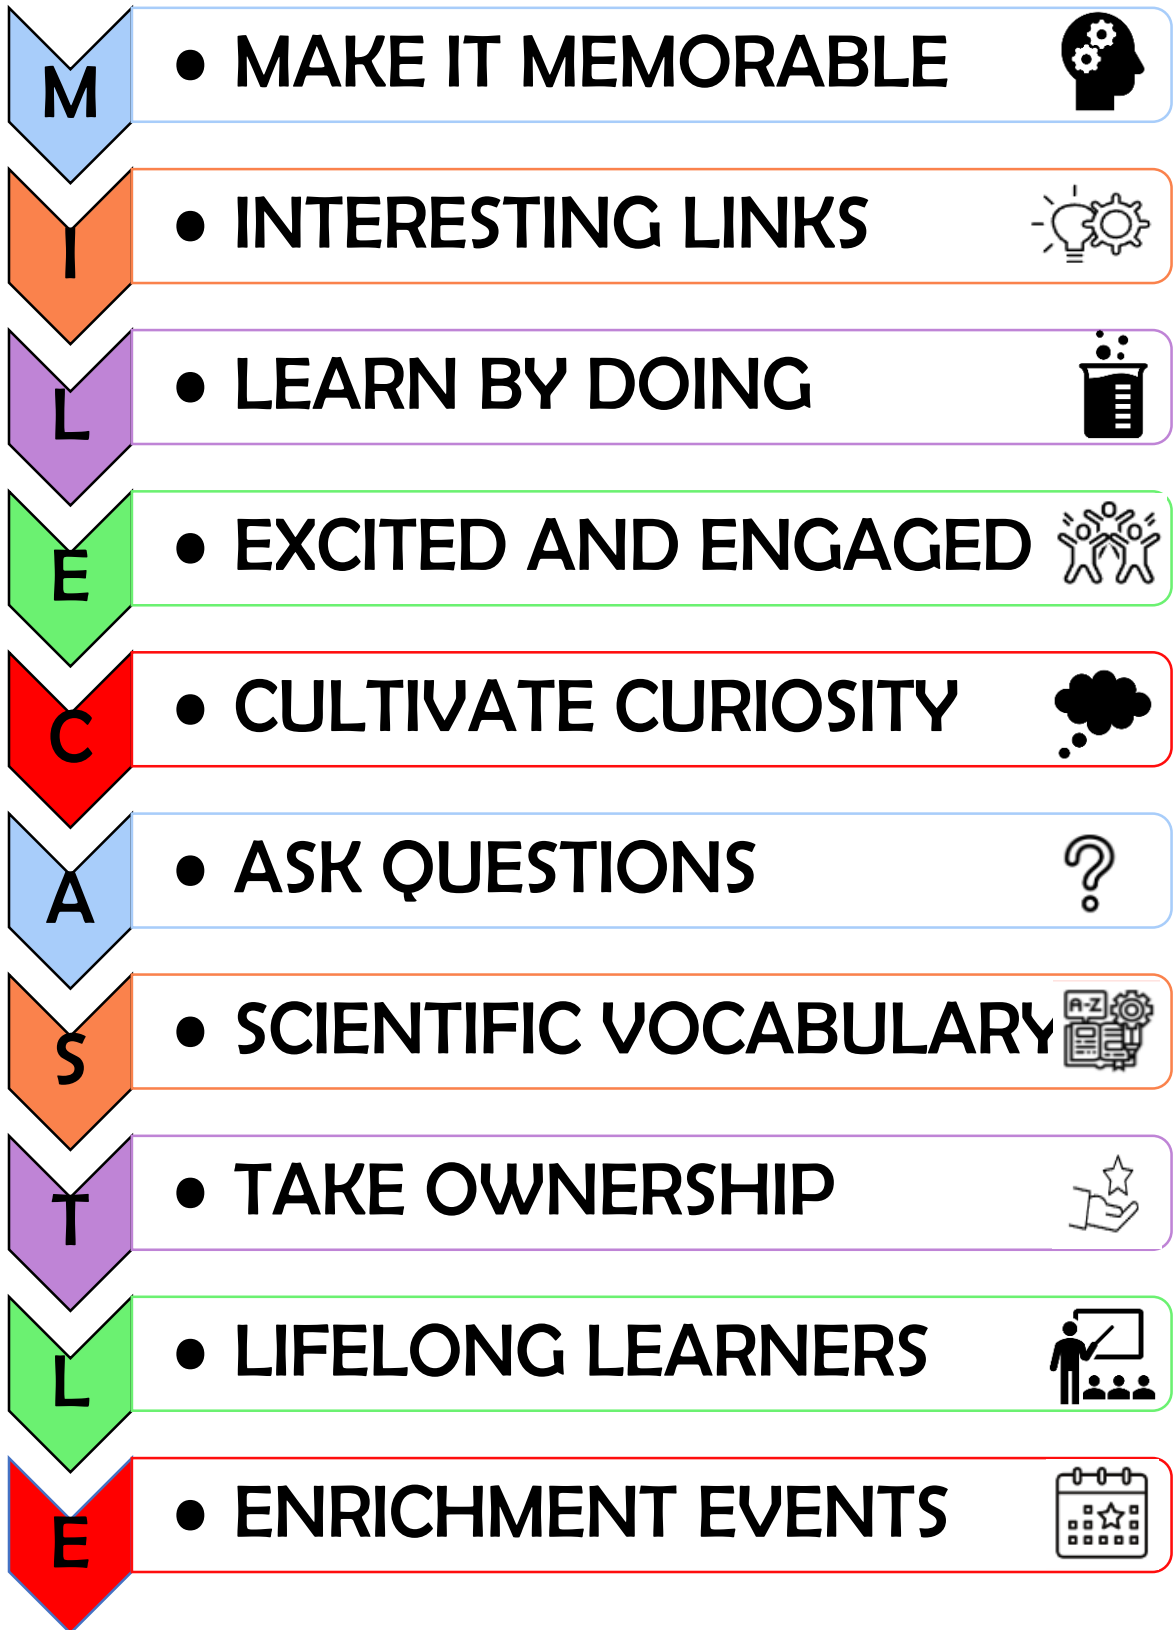 M • MAKE IT MEMORABLE
I • INTERESTING LINKS
L • LEARN BY DOING
E • EXCITED AND ENGAGED
C • CULTIVATE CURIOSITY
A • ASK QUESTIONS
?
S • SCIENTIFIC VOCABULARY
A-Z
T • TAKE OWNERSHIP
L • LIFELONG LEARNERS
E • ENRICHMENT EVENTS